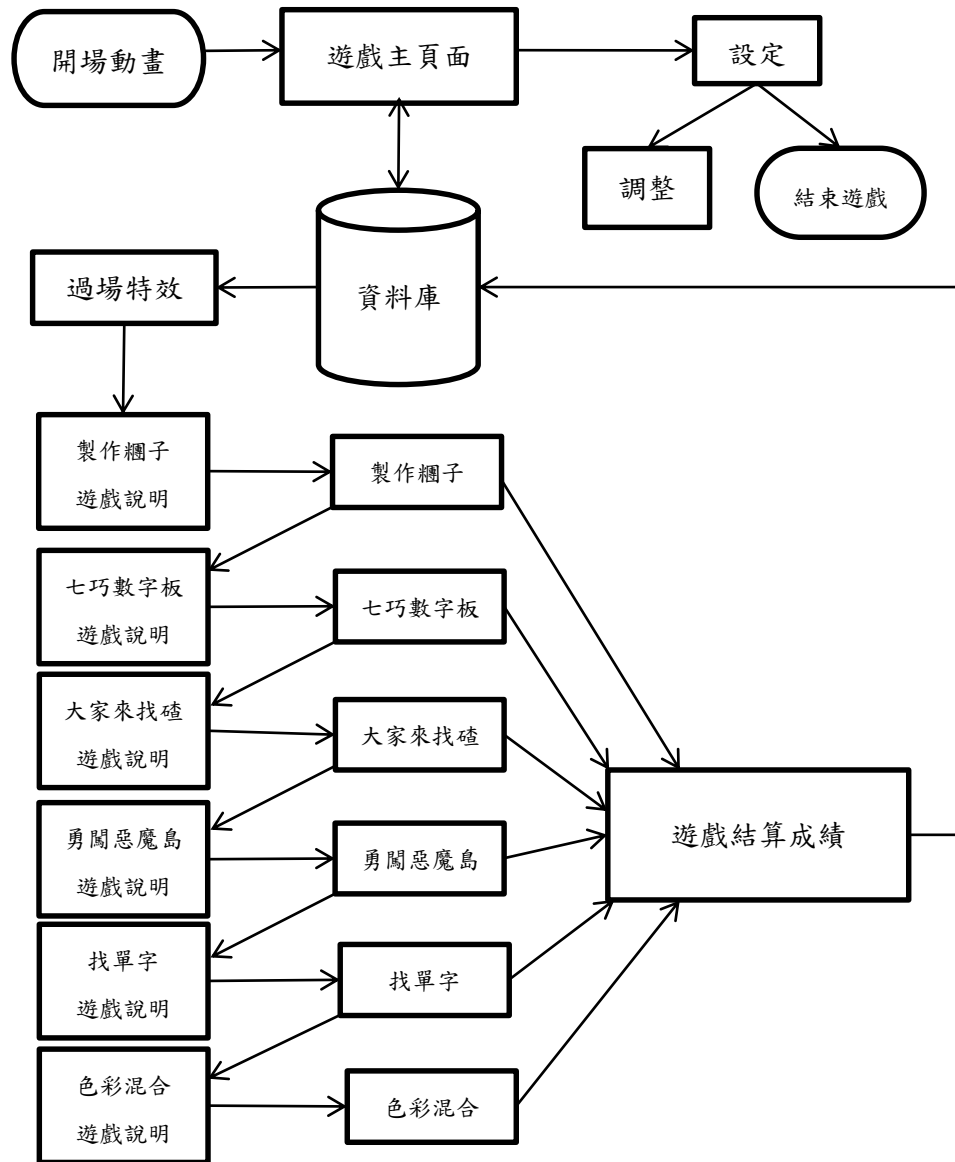 開場動畫
遊戲主頁面
設定
調整
結束遊戲
過場特效
資料庫
製作糰子
遊戲說明
製作糰子
七巧數字板
遊戲說明
七巧數字板
大家來找碴
遊戲說明
大家來找碴
勇闖惡魔島
遊戲說明
勇闖惡魔島
遊戲結算成績
找單字
遊戲說明
找單字
色彩混合
遊戲說明
色彩混合